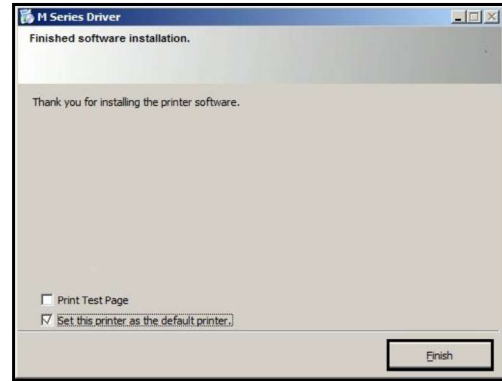 M Series Driver
Finished software installation.
Thank you for installing the printer software.
Print Test Page
Set this printer as the default printer.
Finish